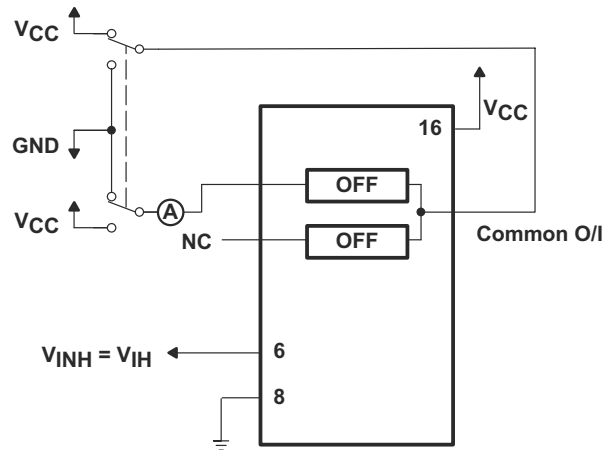 VCC
VCC
16
GND
OFF
VCC
A
NC
OFF
Common O/I
VINH = VIH
6
8